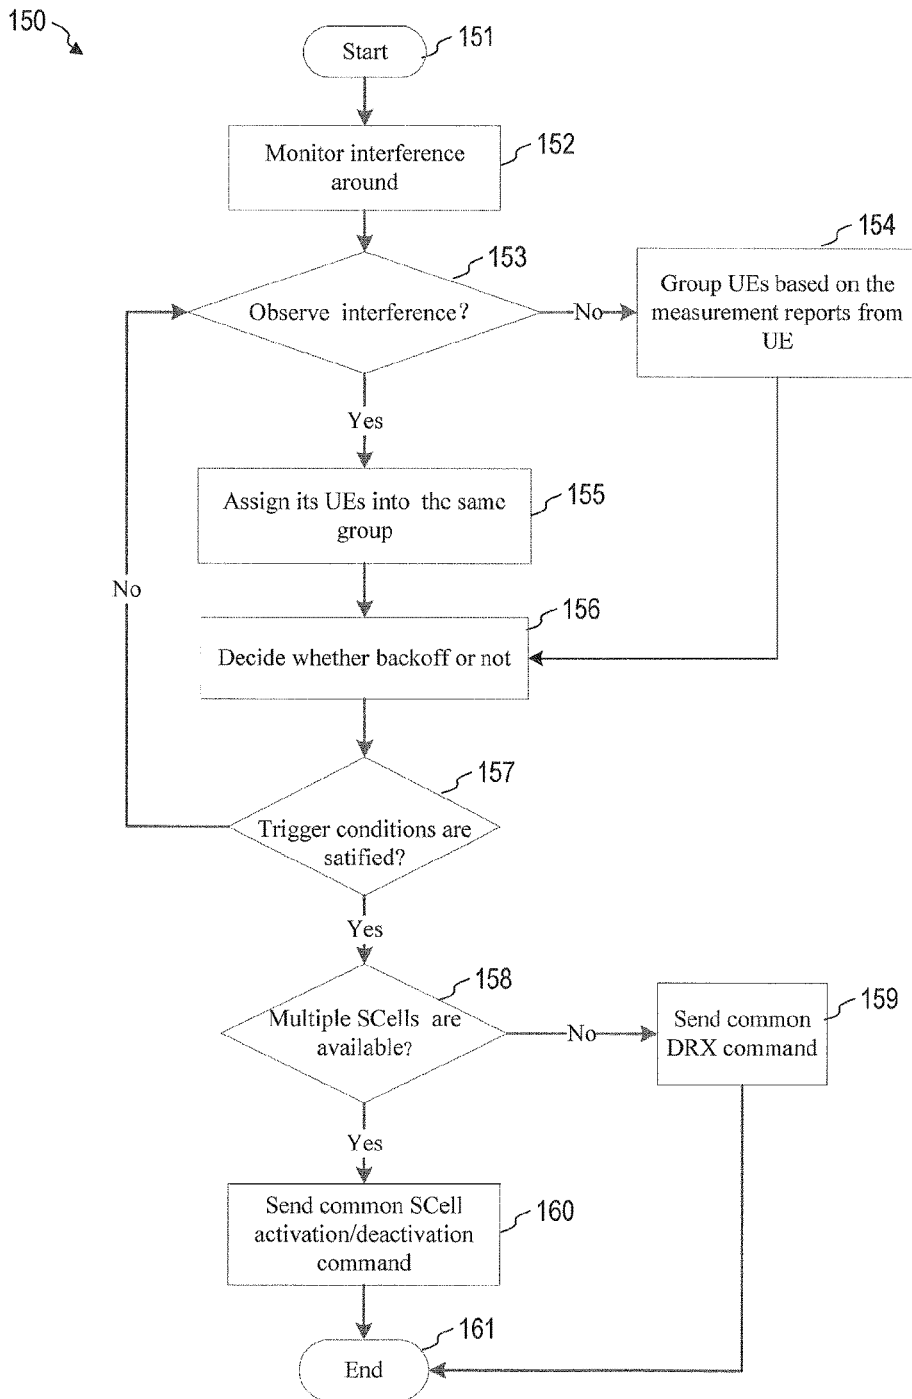 150
Start
151
Monitor interference
around
152
153
Observe interference?
No
154
Group UEs based on the
measurement reports from
UE
Yes
Assign its UEs into the same
group
155
No
156
Decide whether backoff or not
157
Trigger conditions are
satified?
Yes
158
Multiple SCells are
available?
No
159
Send common
DRX command
Yes
Send common SCell
activation/deactivation
command
160
161
End